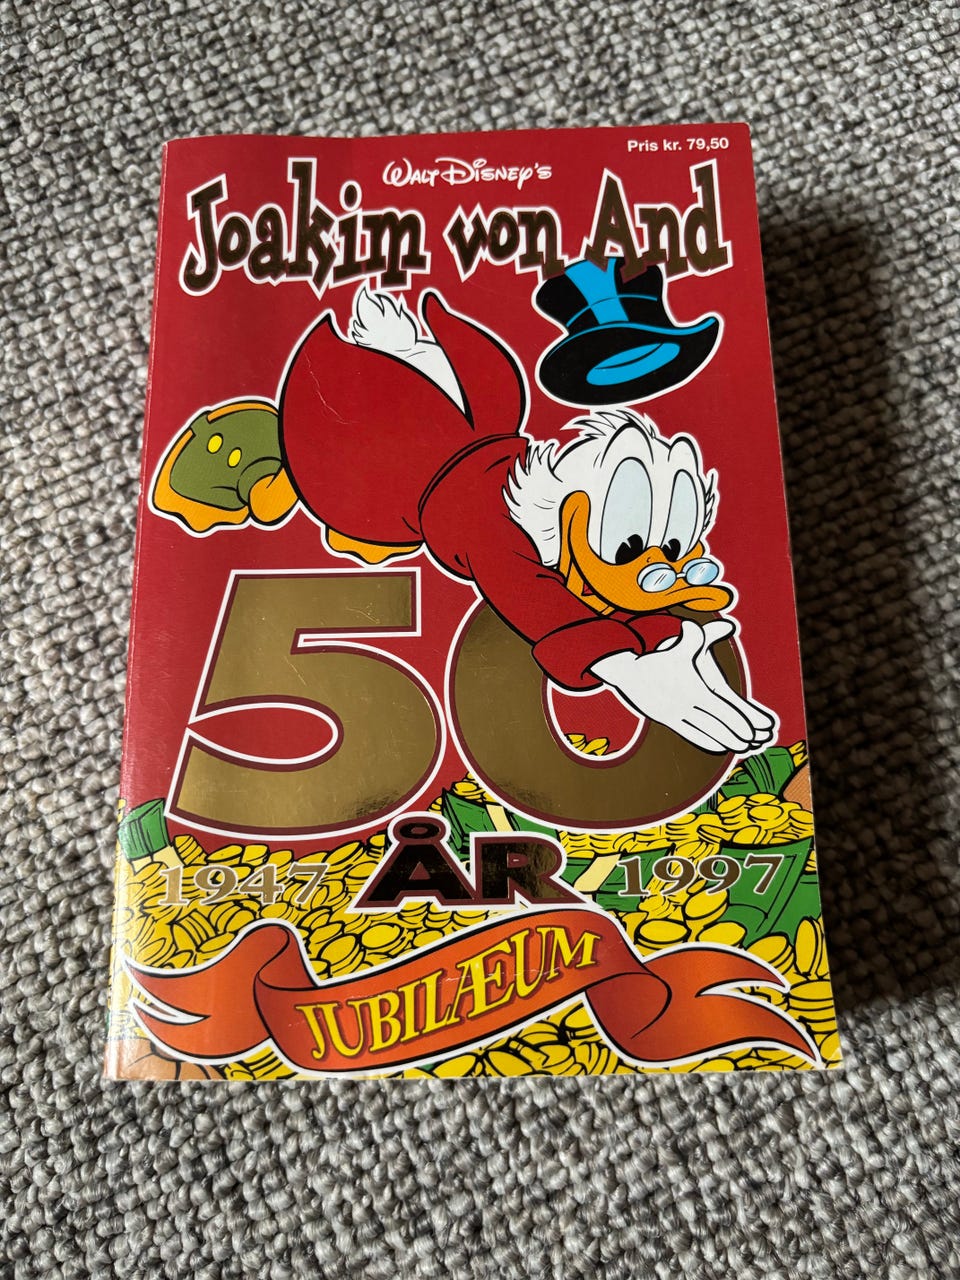 Pris kr. 79,50
WALT DISNEY'S
Joakim von And
50
ÅR
1947 1997
JUBILÆUM